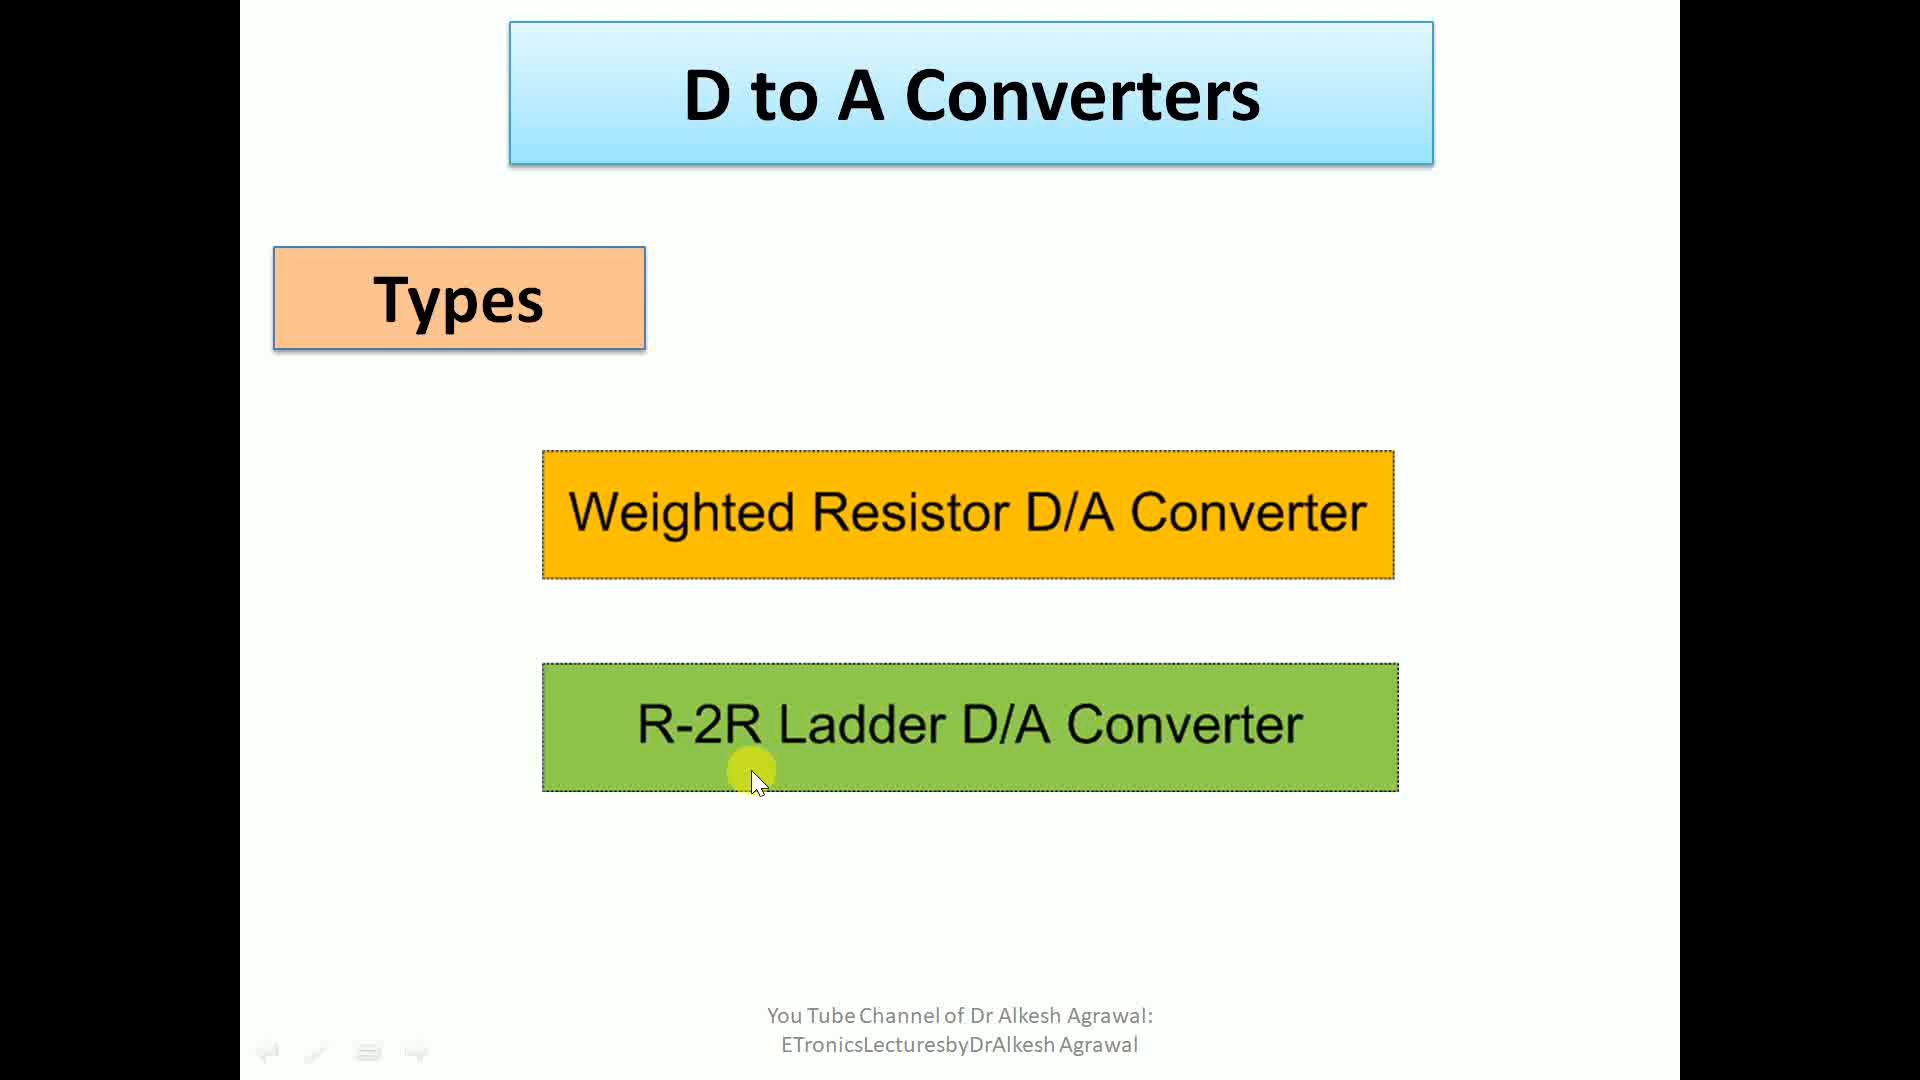 D to A Converters
Types
Weighted Resistor D/A Converter
R-2R Ladder D/A Converter
You Tube Channel of Dr Alkesh Agrawal:
ETronicsLecturesbyDrAlkesh Agrawal